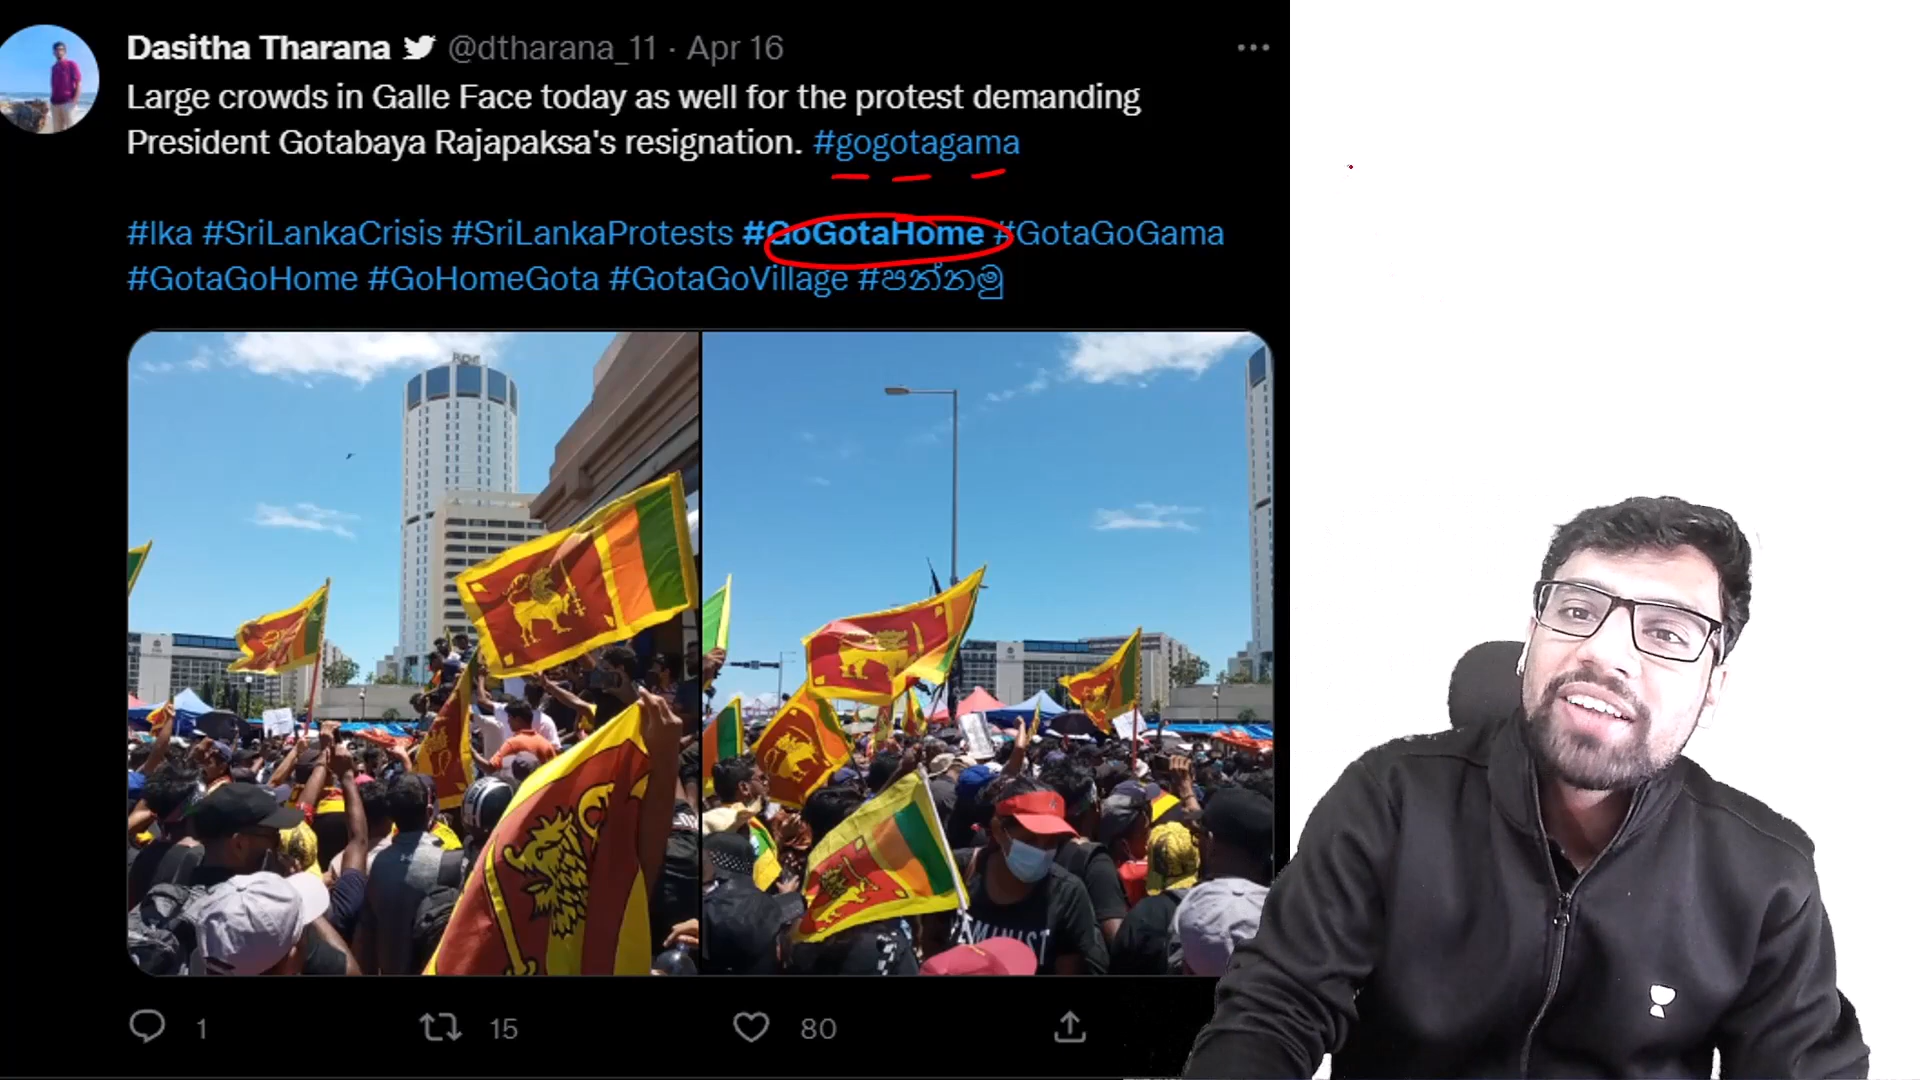 Dasitha Tharana @dtharana_11 · Apr 16
Large crowds in Galle Face today as well for the protest demanding
President Gotabaya Rajapaksa's resignation. #gogotagama
#lka #SriLankaCrisis #SriLankaProtests #GoGotaHome #GotaGoGama
#GotaGoHome #GoHomeGota #GotaGoVillage #පන්නමු
1 15 80